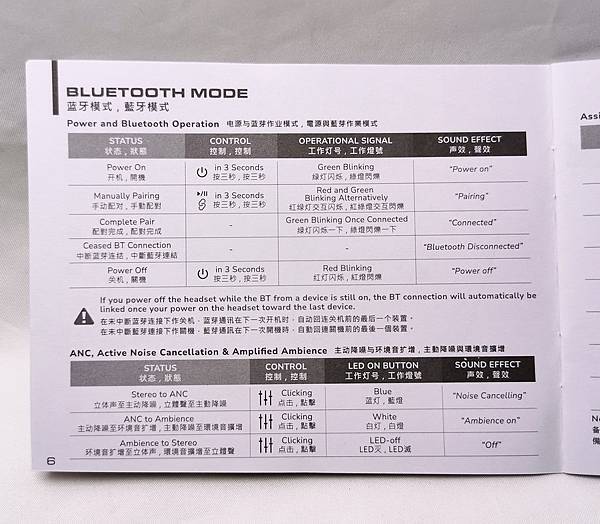 BLUETOOTH MODE
蓝牙模式 , 藍牙模式
Power and Bluetooth Operation 电源与蓝芽作业模式 , 電源與藍芽作業模式
STATUS CONTROL OPERATIONAL SIGNAL SOUND EFFECT
状态 , 狀態 控制 , 控制 工作灯号 , 工作燈號 声效 , 聲效
Power On in 3 Seconds Green Blinking “Power on”
开机 , 開機 按三秒 , 按三秒 绿灯闪烁 , 綠燈閃爍
Manually Pairing in 3 Seconds Red and Green
Blinking Alternatively “Pairing”
手动配对 , 手動配對 按三秒 , 按三秒 红绿灯交互闪烁 , 紅綠燈交互閃爍
Complete Pair - Green Blinking Once Connected “Connected”
配對完成 , 配對完成 绿灯闪烁一下 , 綠燈閃爍一下
Ceased BT Connection - - “Bluetooth Disconnected”
中断蓝芽连结 , 中斷藍芽連結
Power Off in 3 Seconds Red Blinking “Power off”
关机 , 關機 按三秒 , 按三秒 红灯闪烁 , 紅燈閃爍
If you power off the headset while the BT from a device is still on, the BT connection will automatically be
linked once your power on the headset toward the last device.
在未中断蓝芽连接下作关机 , 蓝芽通讯在下一次开机时 , 自动回连关机前的最后一个装置。
在未中斷藍芽連接下作關機 , 藍芽通訊在下一次開機時 , 自動回連關機前的最後一個裝置。
ANC, Active Noise Cancellation & Amplified Ambience 主动降噪与环境音扩增 , 主動降噪與環境音擴增
STATUS CONTROL LED ON BUTTON SOUND EFFECT
状态 , 狀態 控制 , 控制 工作灯号 , 工作燈號 声效 , 聲效
Stereo to ANC Clicking Blue “Noise Cancelling”
立体声至主动降噪 , 立體聲至主動降噪 点击 , 點擊 蓝灯 , 藍燈
ANC to Ambience Clicking White “Ambience on”
主动降噪至环境音扩增 , 主動降噪至環境音擴增 点击 , 點擊 白灯 , 白燈
Ambience to Stereo Clicking LED-off “Off”
环境音扩增至立体声 , 環境音擴增至立體聲 点击 , 點擊 LED灭 , LED滅
6
Assi
N
备
備